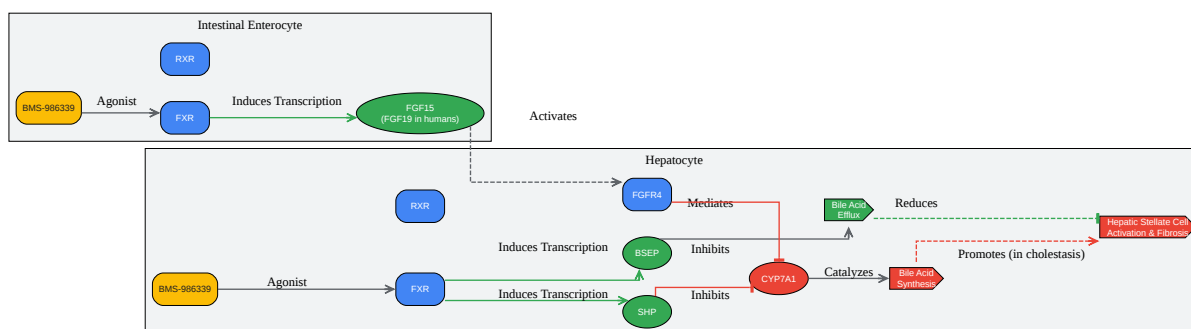 Intestinal Enterocyte
RXR
BMS-986339
Agonist
FXR
Induces Transcription
FGF15
(FGF19 in humans)
Activates
Hepatocyte
RXR
FGFR4
Mediates
Bile Acid
Efflux
Reduces
Hepatic Stellate Cell
Activation & Fibrosis
Induces Transcription
BSEP
Inhibits
Promotes (in cholestasis)
BMS-986339
Agonist
FXR
Induces Transcription
SHP
Inhibits
CYP7A1
Catalyzes
Bile Acid
Synthesis